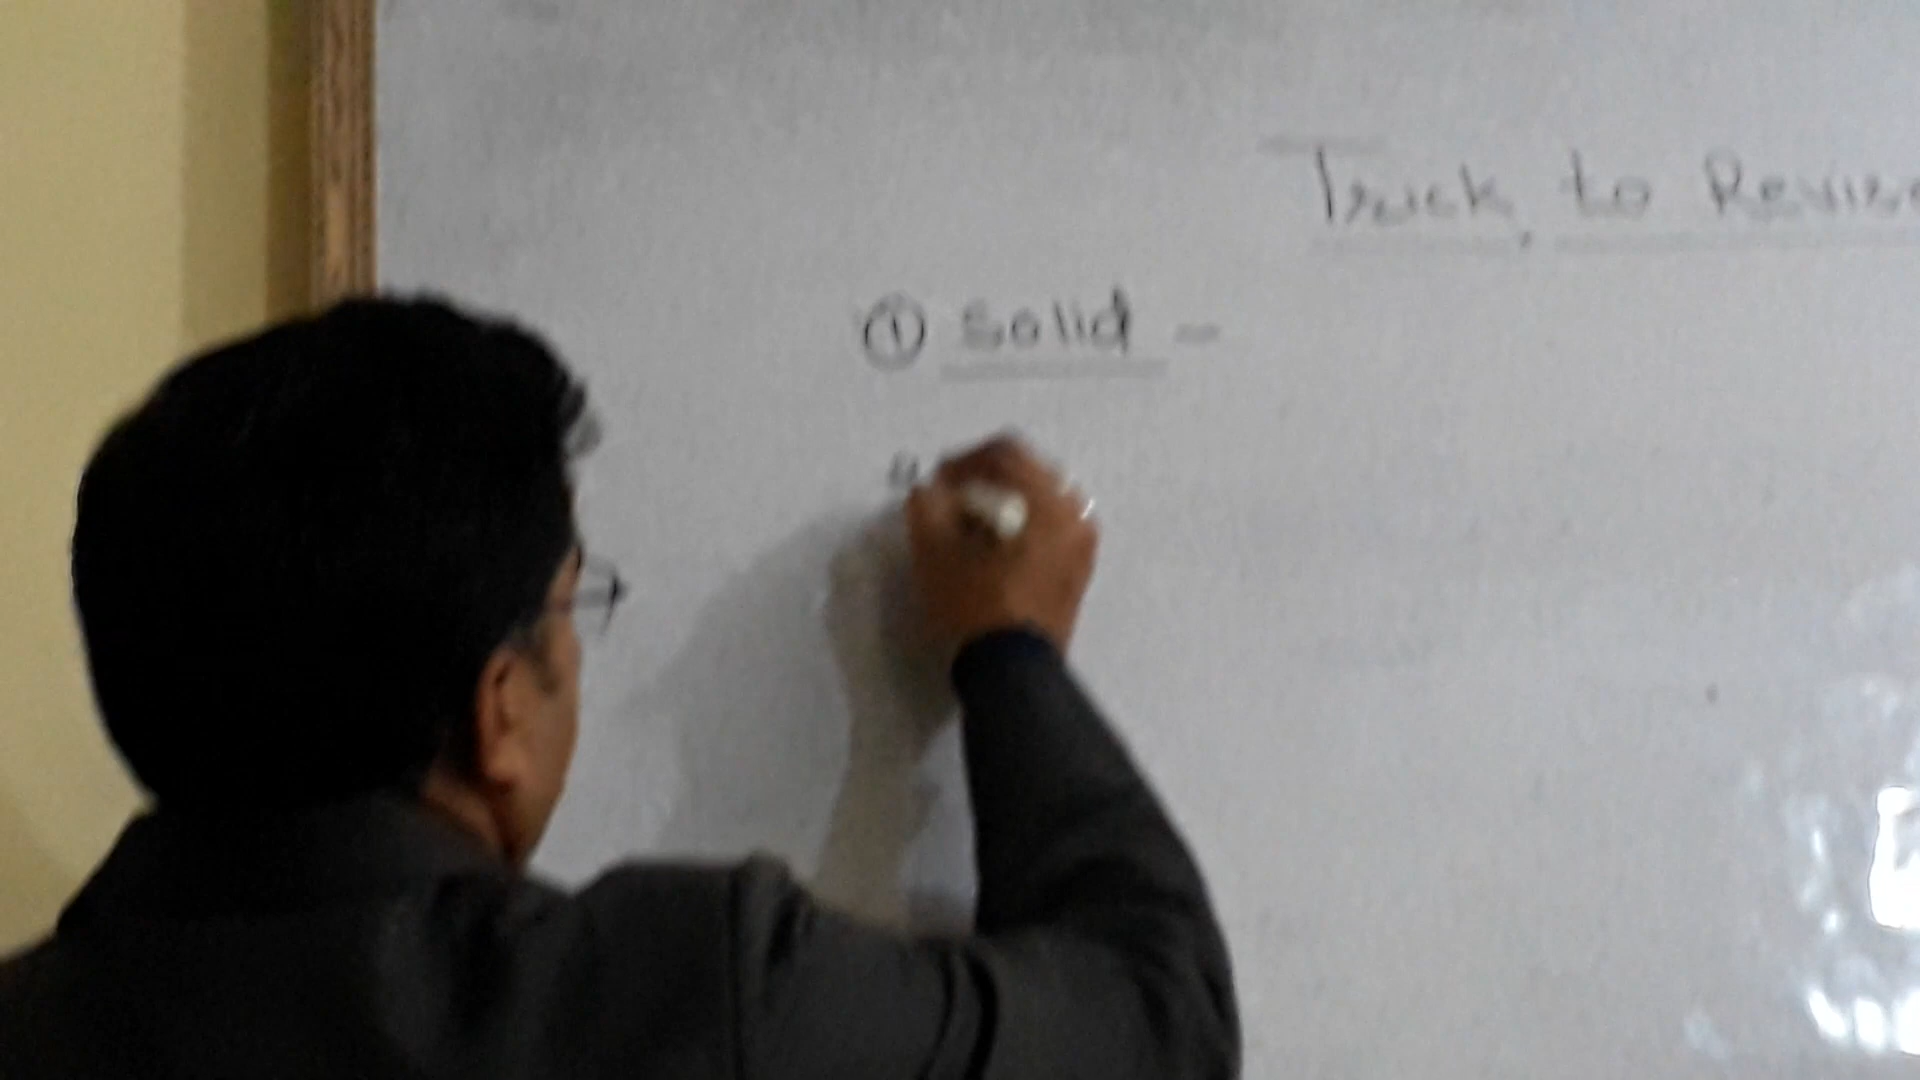 Trick to Revise
① Solid -